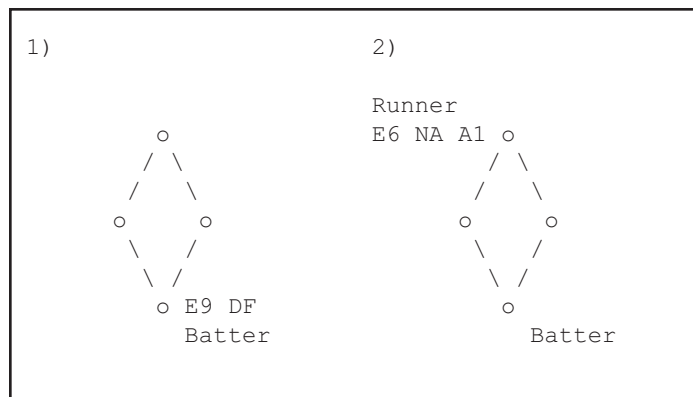 1) 2)
Runner
E6 NA A1
E9 DF
Batter Batter